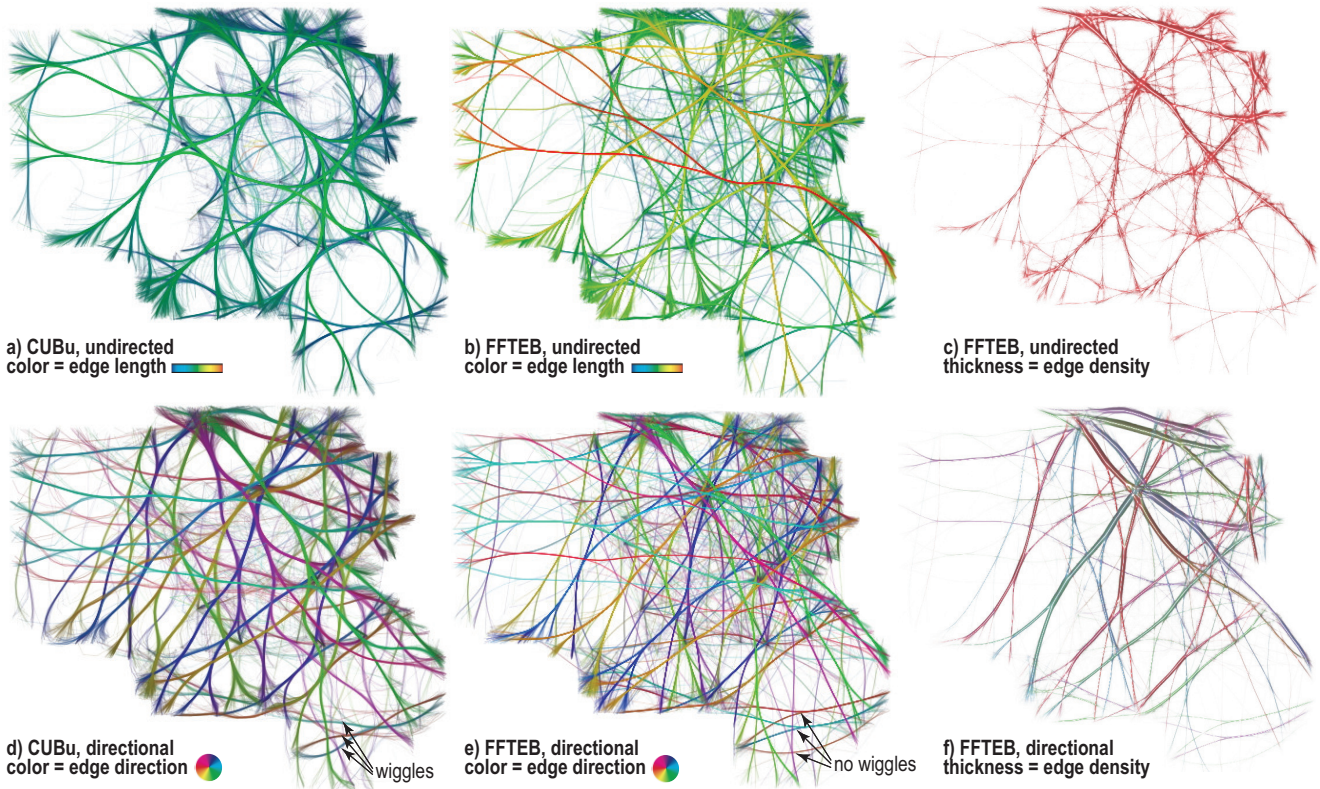 a) CUBu, undirected
color = edge length
b) FFTEB, undirected
color = edge length
c) FFTEB, undirected
thickness = edge density
d) CUBu, directional
color = edge direction
wiggles
e) FFTEB, directional
color = edge direction
no wiggles
f) FFTEB, directional
thickness = edge density